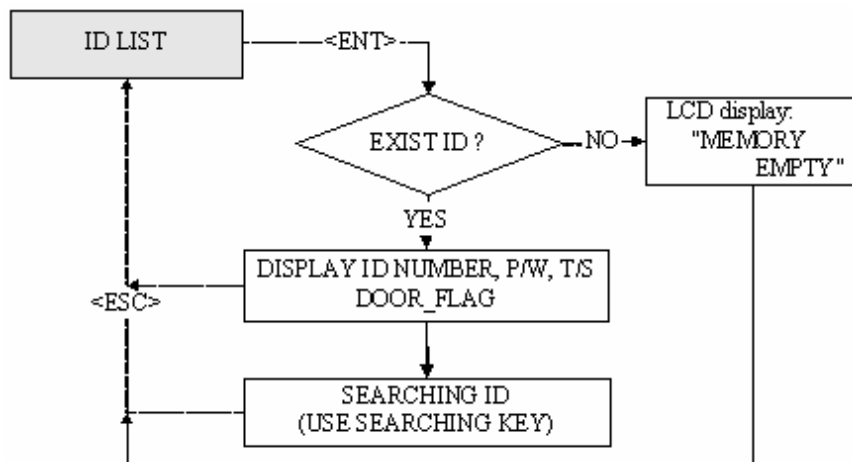 ID LIST
<ENT>
EXIST ID ?
NO
LCD display:
"MEMORY
EMPTY"
YES
DISPLAY ID NUMBER, P/W, T/S
DOOR_FLAG
<ESC>
SEARCHING ID
(USE SEARCHING KEY)